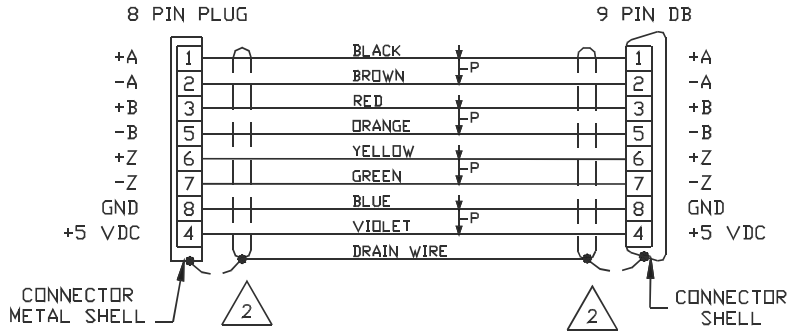 8 PIN PLUG 9 PIN DB
+A 1 BLACK 1 +A
-P
-A 2 BROWN 2 -A
+B 3 RED 3 +B
-P
-B 5 ORANGE 5 -B
+Z 6 YELLOW 6 +Z
-P
-Z 7 GREEN 7 -Z
GND 8 BLUE 8 GND
-P
+5 VDC 4 VIOLET 4 +5 VDC
DRAIN WIRE
CONNECTOR
METAL SHELL
2
2
CONNECTOR
SHELL